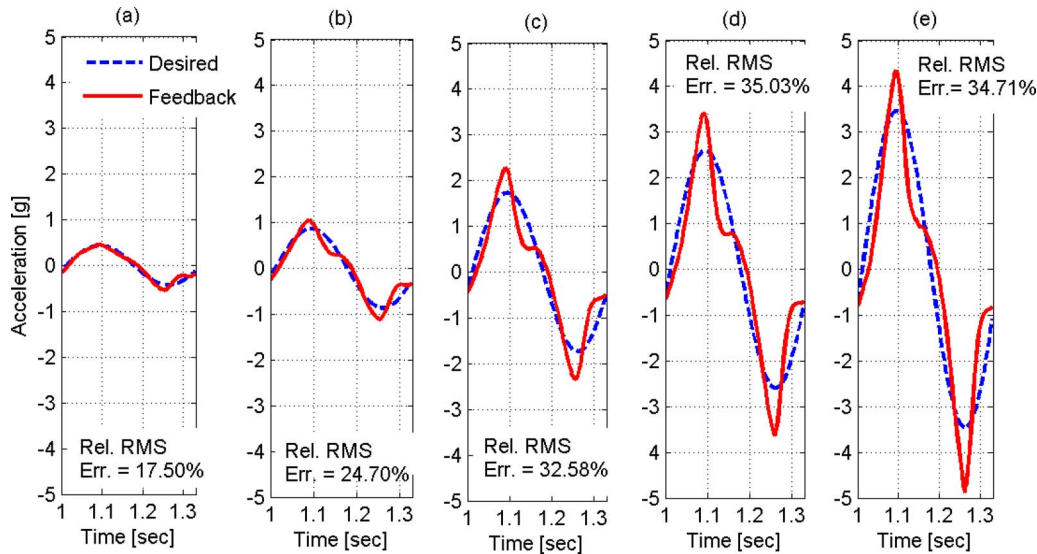 (a)
(b)
(c)
(d)
(e)
Acceleration [g]
5
4
3
2
1
0
-1
-2
-3
-4
-5
Desired
Feedback
Rel. RMS
Err. = 17.50%
1 1.1 1.2 1.3
Time [sec]
5
4
3
2
1
0
-1
-2
-3
-4
-5
Rel. RMS
Err. = 24.70%
1 1.1 1.2 1.3
Time [sec]
5
4
3
2
1
0
-1
-2
-3
-4
-5
Rel. RMS
Err. = 32.58%
1 1.1 1.2 1.3
Time [sec]
5
4
3
2
1
0
-1
-2
-3
-4
-5
Rel. RMS
Err. = 35.03%
1 1.1 1.2 1.3
Time [sec]
5
4
3
2
1
0
-1
-2
-3
-4
-5
Rel. RMS
Err.= 34.71%
1 1.1 1.2 1.3
Time [sec]